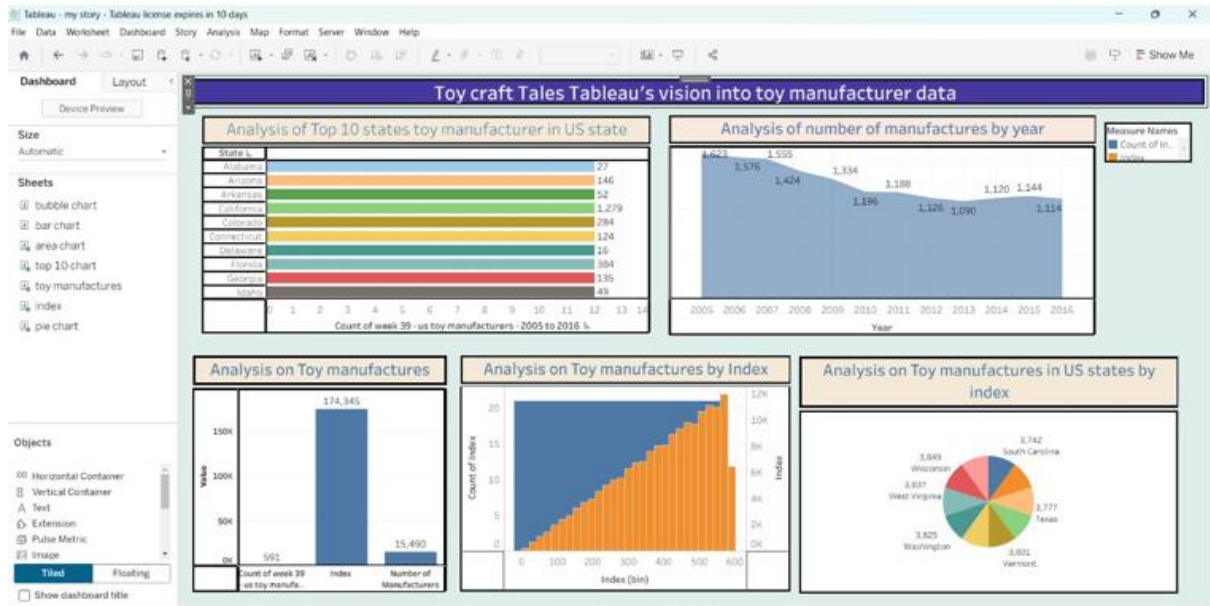 Tableau - my story - Tableau license expires in 10 days
File Data Worksheet Dashboard Story Analysis Map Format Server Window Help
Show Me
Dashboard Layout
Device Preview
Size
Automatic
Sheets
bubble chart
bar chart
area chart
top 10 chart
toy manufactures
index
pie chart
Objects
Horizontal Container
Vertical Container
Text
Extension
Pulse Metric
Image
Tiled Floating
Show dashboard title
Toy craft Tales Tableau's vision into toy manufacturer data
Analysis of Top 10 states toy manufacturer in US state
State
Alabama 27
Arizona 146
Arkansas 52
California 1,279
Colorado 284
Connecticut 124
Delaware 16
Florida 384
Georgia 135
Idaho 49
0 1 2 3 4 5 6 7 8 9 10 11 12 13 14
Count of week 39 - us toy manufacturers - 2005 to 2016
Analysis of number of manufactures by year
1,623 1,576 1,555 1,424 1,334 1,196 1,188 1,126 1,090 1,120 1,144 1,114
2005 2006 2007 2008 2009 2010 2011 2012 2013 2014 2015 2016
Year
Measure Names
Count of In...
Index
Analysis on Toy manufactures
Value
150K
100K
50K
0K
591
174,345
15,490
Count of week 39
- us toy manufa..
Index
Number of
Manufacturers
Analysis on Toy manufactures by Index
Count of Index
20
15
10
5
0
12K
10K
8K
6K
4K
2K
0K
Index
0 100 200 300 400 500 600
Index (bin)
Analysis on Toy manufactures in US states by
index
3,742
South Carolina
3,777
Texas
3,801
Vermont
3,825
Washington
3,837
West Virginia
3,849
Wisconsin